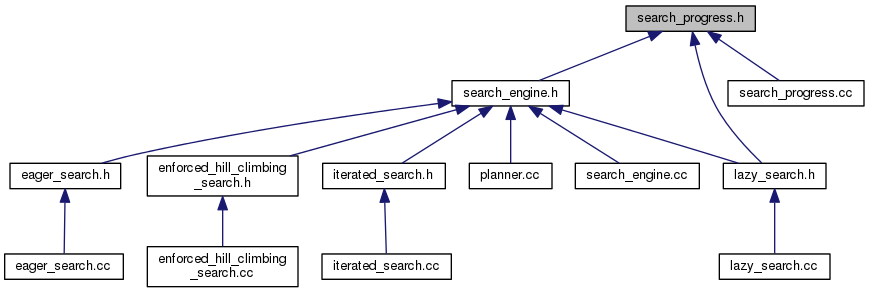 search_progress.h
search_engine.h
search_progress.cc
eager_search.h
enforced_hill_climbing
_search.h
iterated_search.h
planner.cc
search_engine.cc
lazy_search.h
eager_search.cc
enforced_hill_climbing
_search.cc
iterated_search.cc
lazy_search.cc